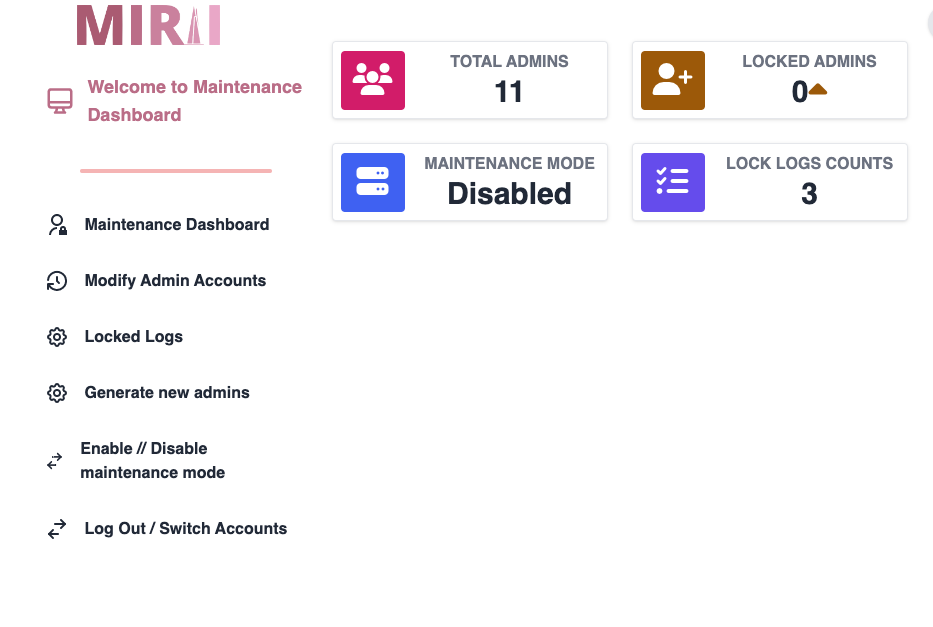 MIRAI
Welcome to Maintenance
Dashboard
Maintenance Dashboard
Modify Admin Accounts
Locked Logs
Generate new admins
Enable // Disable
maintenance mode
Log Out / Switch Accounts
TOTAL ADMINS
11
LOCKED ADMINS
0
MAINTENANCE MODE
Disabled
LOCK LOGS COUNTS
3